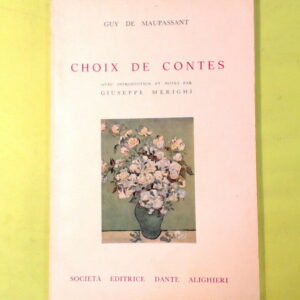 GUY DE MAUPASSANT
CHOIX DE CONTES
AVEC INTRODUCTION ET NOTES PAR
GIUSEPPE MERIGHI
SOCIETÀ EDITRICE DANTE ALIGHIERI